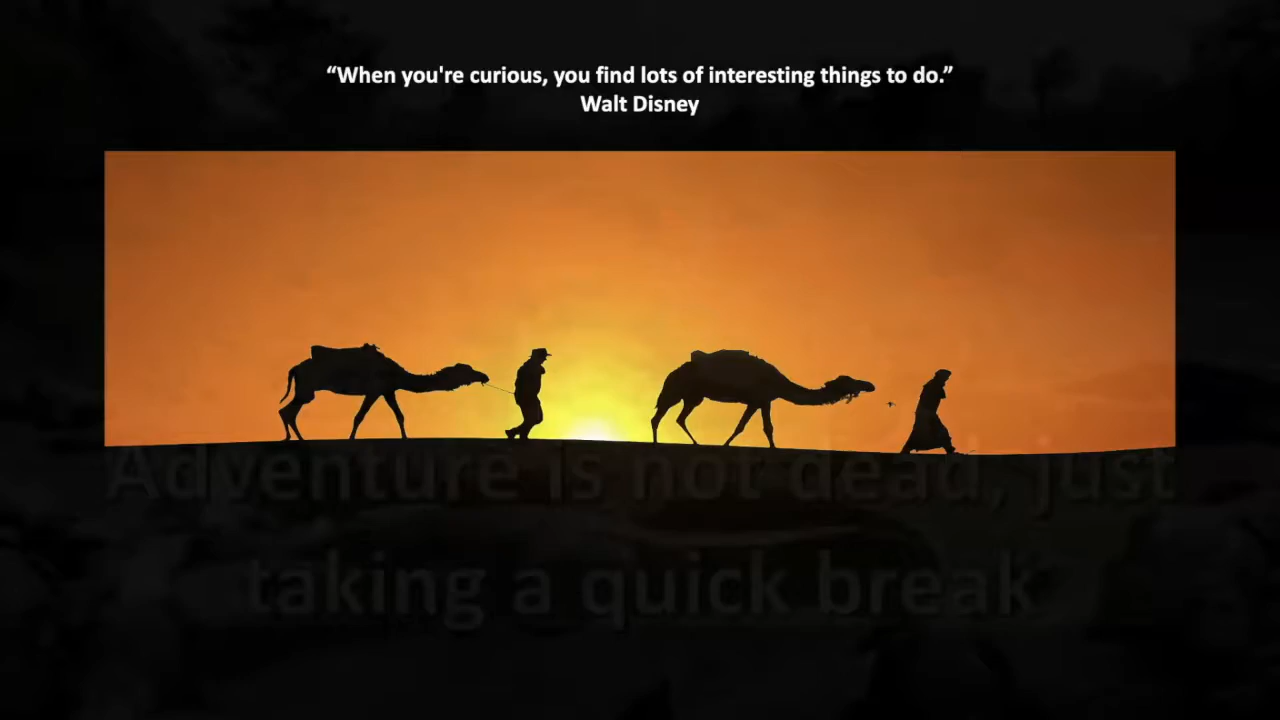 “When you're curious, you find lots of interesting things to do.”
Walt Disney
Adventure is not dead, just
taking a quick break